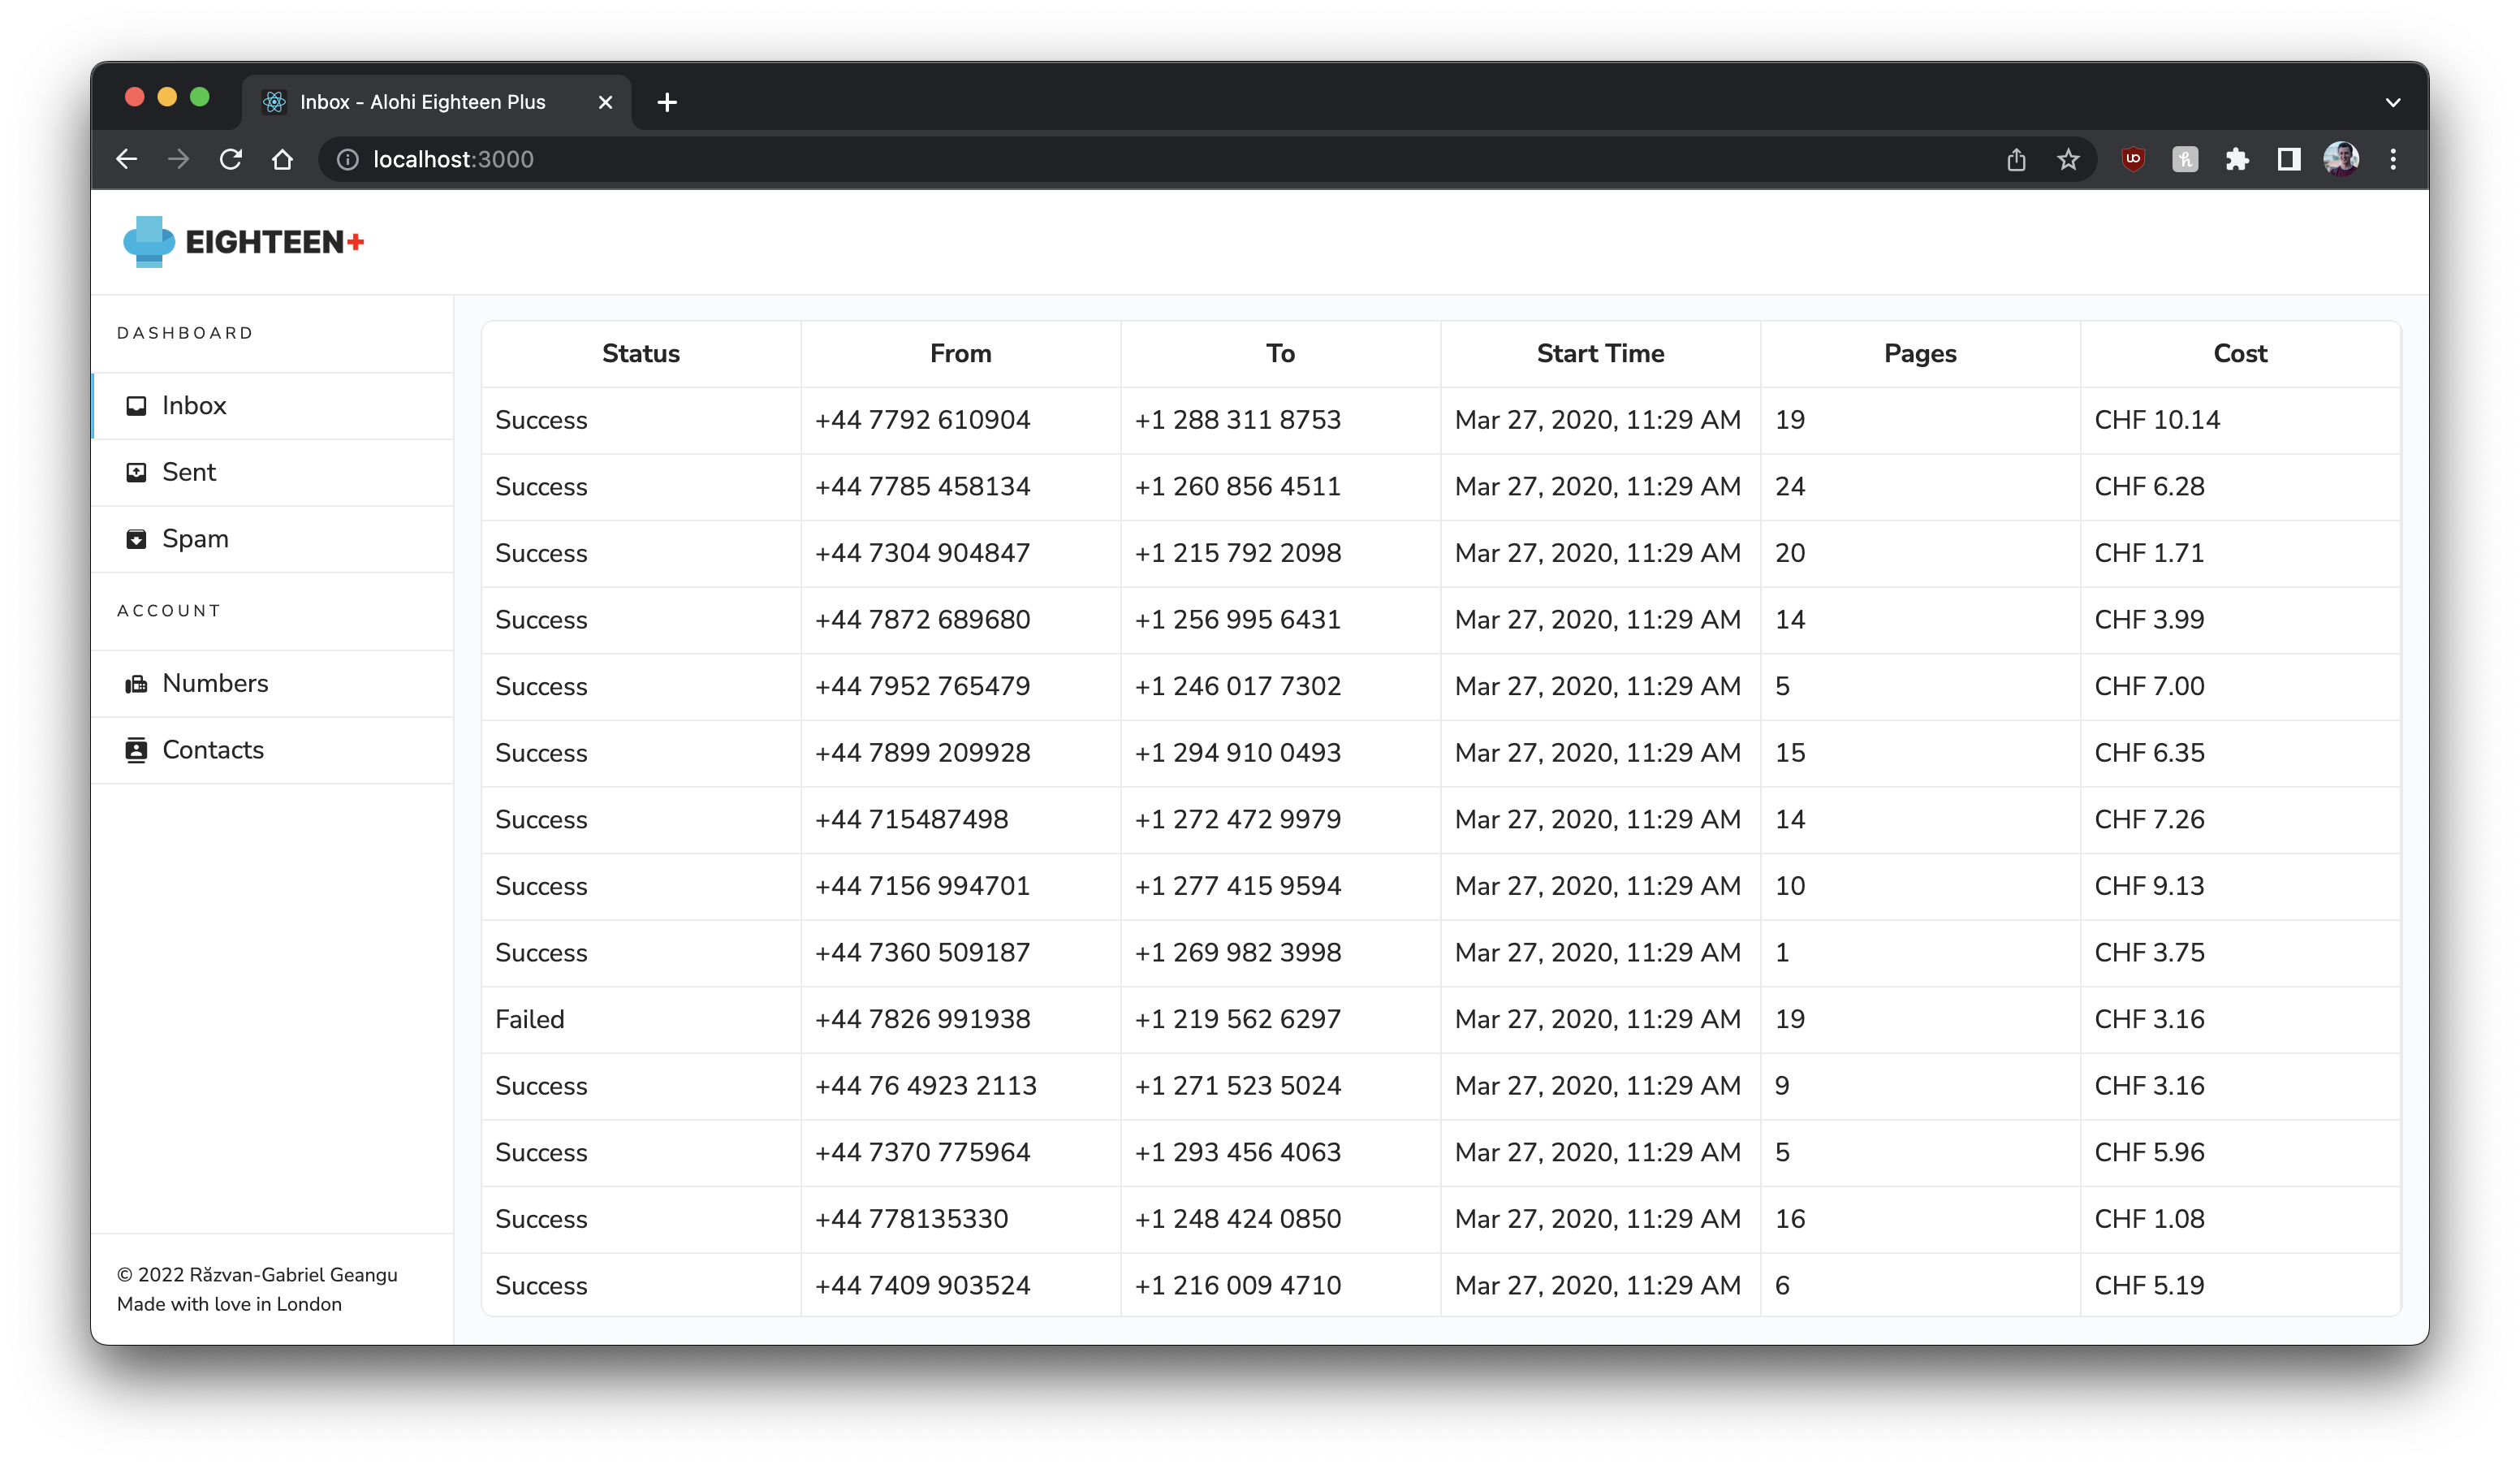 Inbox - Alohi Eighteen Plus
localhost:3000
EIGHTEEN+
DASHBOARD
Inbox
Sent
Spam
ACCOUNT
Numbers
Contacts
© 2022 Răzvan-Gabriel Geangu
Made with love in London
Status From To Start Time Pages Cost
Success +44 7792 610904 +1 288 311 8753 Mar 27, 2020, 11:29 AM 19 CHF 10.14
Success +44 7785 458134 +1 260 856 4511 Mar 27, 2020, 11:29 AM 24 CHF 6.28
Success +44 7304 904847 +1 215 792 2098 Mar 27, 2020, 11:29 AM 20 CHF 1.71
Success +44 7872 689680 +1 256 995 6431 Mar 27, 2020, 11:29 AM 14 CHF 3.99
Success +44 7952 765479 +1 246 017 7302 Mar 27, 2020, 11:29 AM 5 CHF 7.00
Success +44 7899 209928 +1 294 910 0493 Mar 27, 2020, 11:29 AM 15 CHF 6.35
Success +44 715487498 +1 272 472 9979 Mar 27, 2020, 11:29 AM 14 CHF 7.26
Success +44 7156 994701 +1 277 415 9594 Mar 27, 2020, 11:29 AM 10 CHF 9.13
Success +44 7360 509187 +1 269 982 3998 Mar 27, 2020, 11:29 AM 1 CHF 3.75
Failed +44 7826 991938 +1 219 562 6297 Mar 27, 2020, 11:29 AM 19 CHF 3.16
Success +44 76 4923 2113 +1 271 523 5024 Mar 27, 2020, 11:29 AM 9 CHF 3.16
Success +44 7370 775964 +1 293 456 4063 Mar 27, 2020, 11:29 AM 5 CHF 5.96
Success +44 778135330 +1 248 424 0850 Mar 27, 2020, 11:29 AM 16 CHF 1.08
Success +44 7409 903524 +1 216 009 4710 Mar 27, 2020, 11:29 AM 6 CHF 5.19